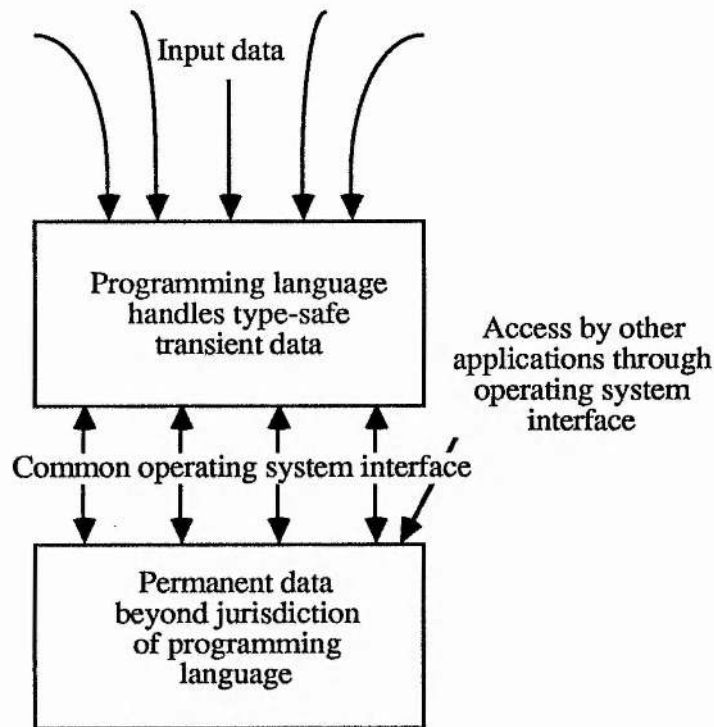 Input data
Programming language
handles type-safe
transient data
Access by other
applications through
operating system
interface
Common operating system interface
Permanent data
beyond jurisdiction
of programming
language